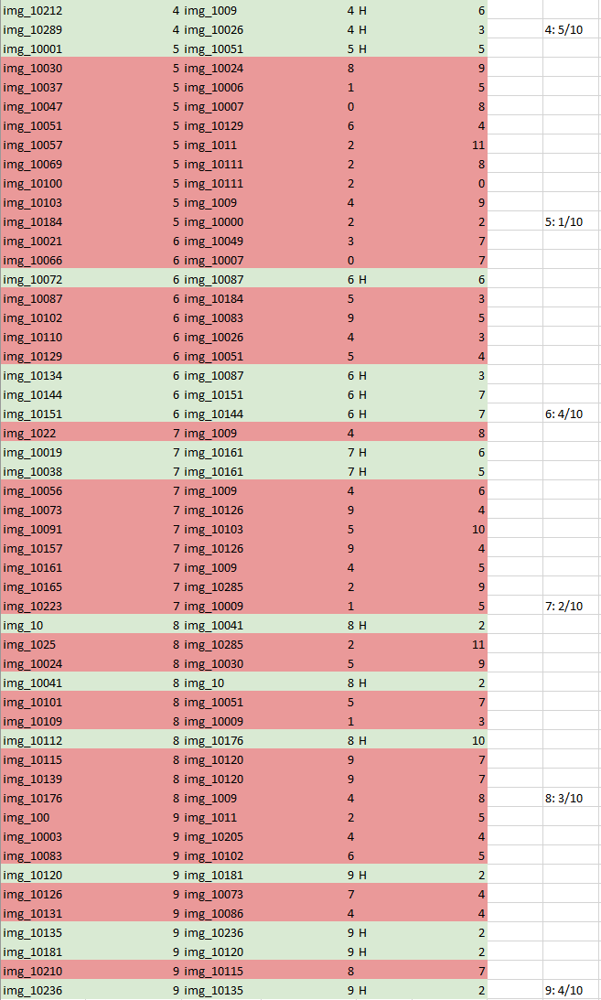 img_10212 4 img_1009 4 H 6
img_10289 4 img_10026 4 H 3 4: 5/10
img_10001 5 img_10051 5 H 5
img_10030 5 img_10024 8 9
img_10037 5 img_10006 1 5
img_10047 5 img_10007 0 8
img_10051 5 img_10129 6 4
img_10057 5 img_1011 2 11
img_10069 5 img_10111 2 8
img_10100 5 img_10111 2 0
img_10103 5 img_1009 4 9
img_10184 5 img_10000 2 2 5: 1/10
img_10021 6 img_10049 3 7
img_10066 6 img_10007 0 7
img_10072 6 img_10087 6 H 6
img_10087 6 img_10184 5 3
img_10102 6 img_10083 9 5
img_10110 6 img_10026 4 3
img_10129 6 img_10051 5 4
img_10134 6 img_10087 6 H 3
img_10144 6 img_10151 6 H 7
img_10151 6 img_10144 6 H 7 6: 4/10
img_1022 7 img_1009 4 8
img_10019 7 img_10161 7 H 6
img_10038 7 img_10161 7 H 5
img_10056 7 img_1009 4 6
img_10073 7 img_10126 9 4
img_10091 7 img_10103 5 10
img_10157 7 img_10126 9 4
img_10161 7 img_1009 4 5
img_10165 7 img_10285 2 9
img_10223 7 img_10009 1 5 7: 2/10
img_10 8 img_10041 8 H 2
img_1025 8 img_10285 2 11
img_10024 8 img_10030 5 9
img_10041 8 img_10 8 H 2
img_10101 8 img_10051 5 7
img_10109 8 img_10009 1 3
img_10112 8 img_10176 8 H 10
img_10115 8 img_10120 9 7
img_10139 8 img_10120 9 7
img_10176 8 img_1009 4 8 8: 3/10
img_100 9 img_1011 2 5
img_10003 9 img_10205 4 4
img_10083 9 img_10102 6 5
img_10120 9 img_10181 9 H 2
img_10126 9 img_10073 7 4
img_10131 9 img_10086 4 4
img_10135 9 img_10236 9 H 2
img_10181 9 img_10120 9 H 2
img_10210 9 img_10115 8 7
img_10236 9 img_10135 9 H 2 9: 4/10